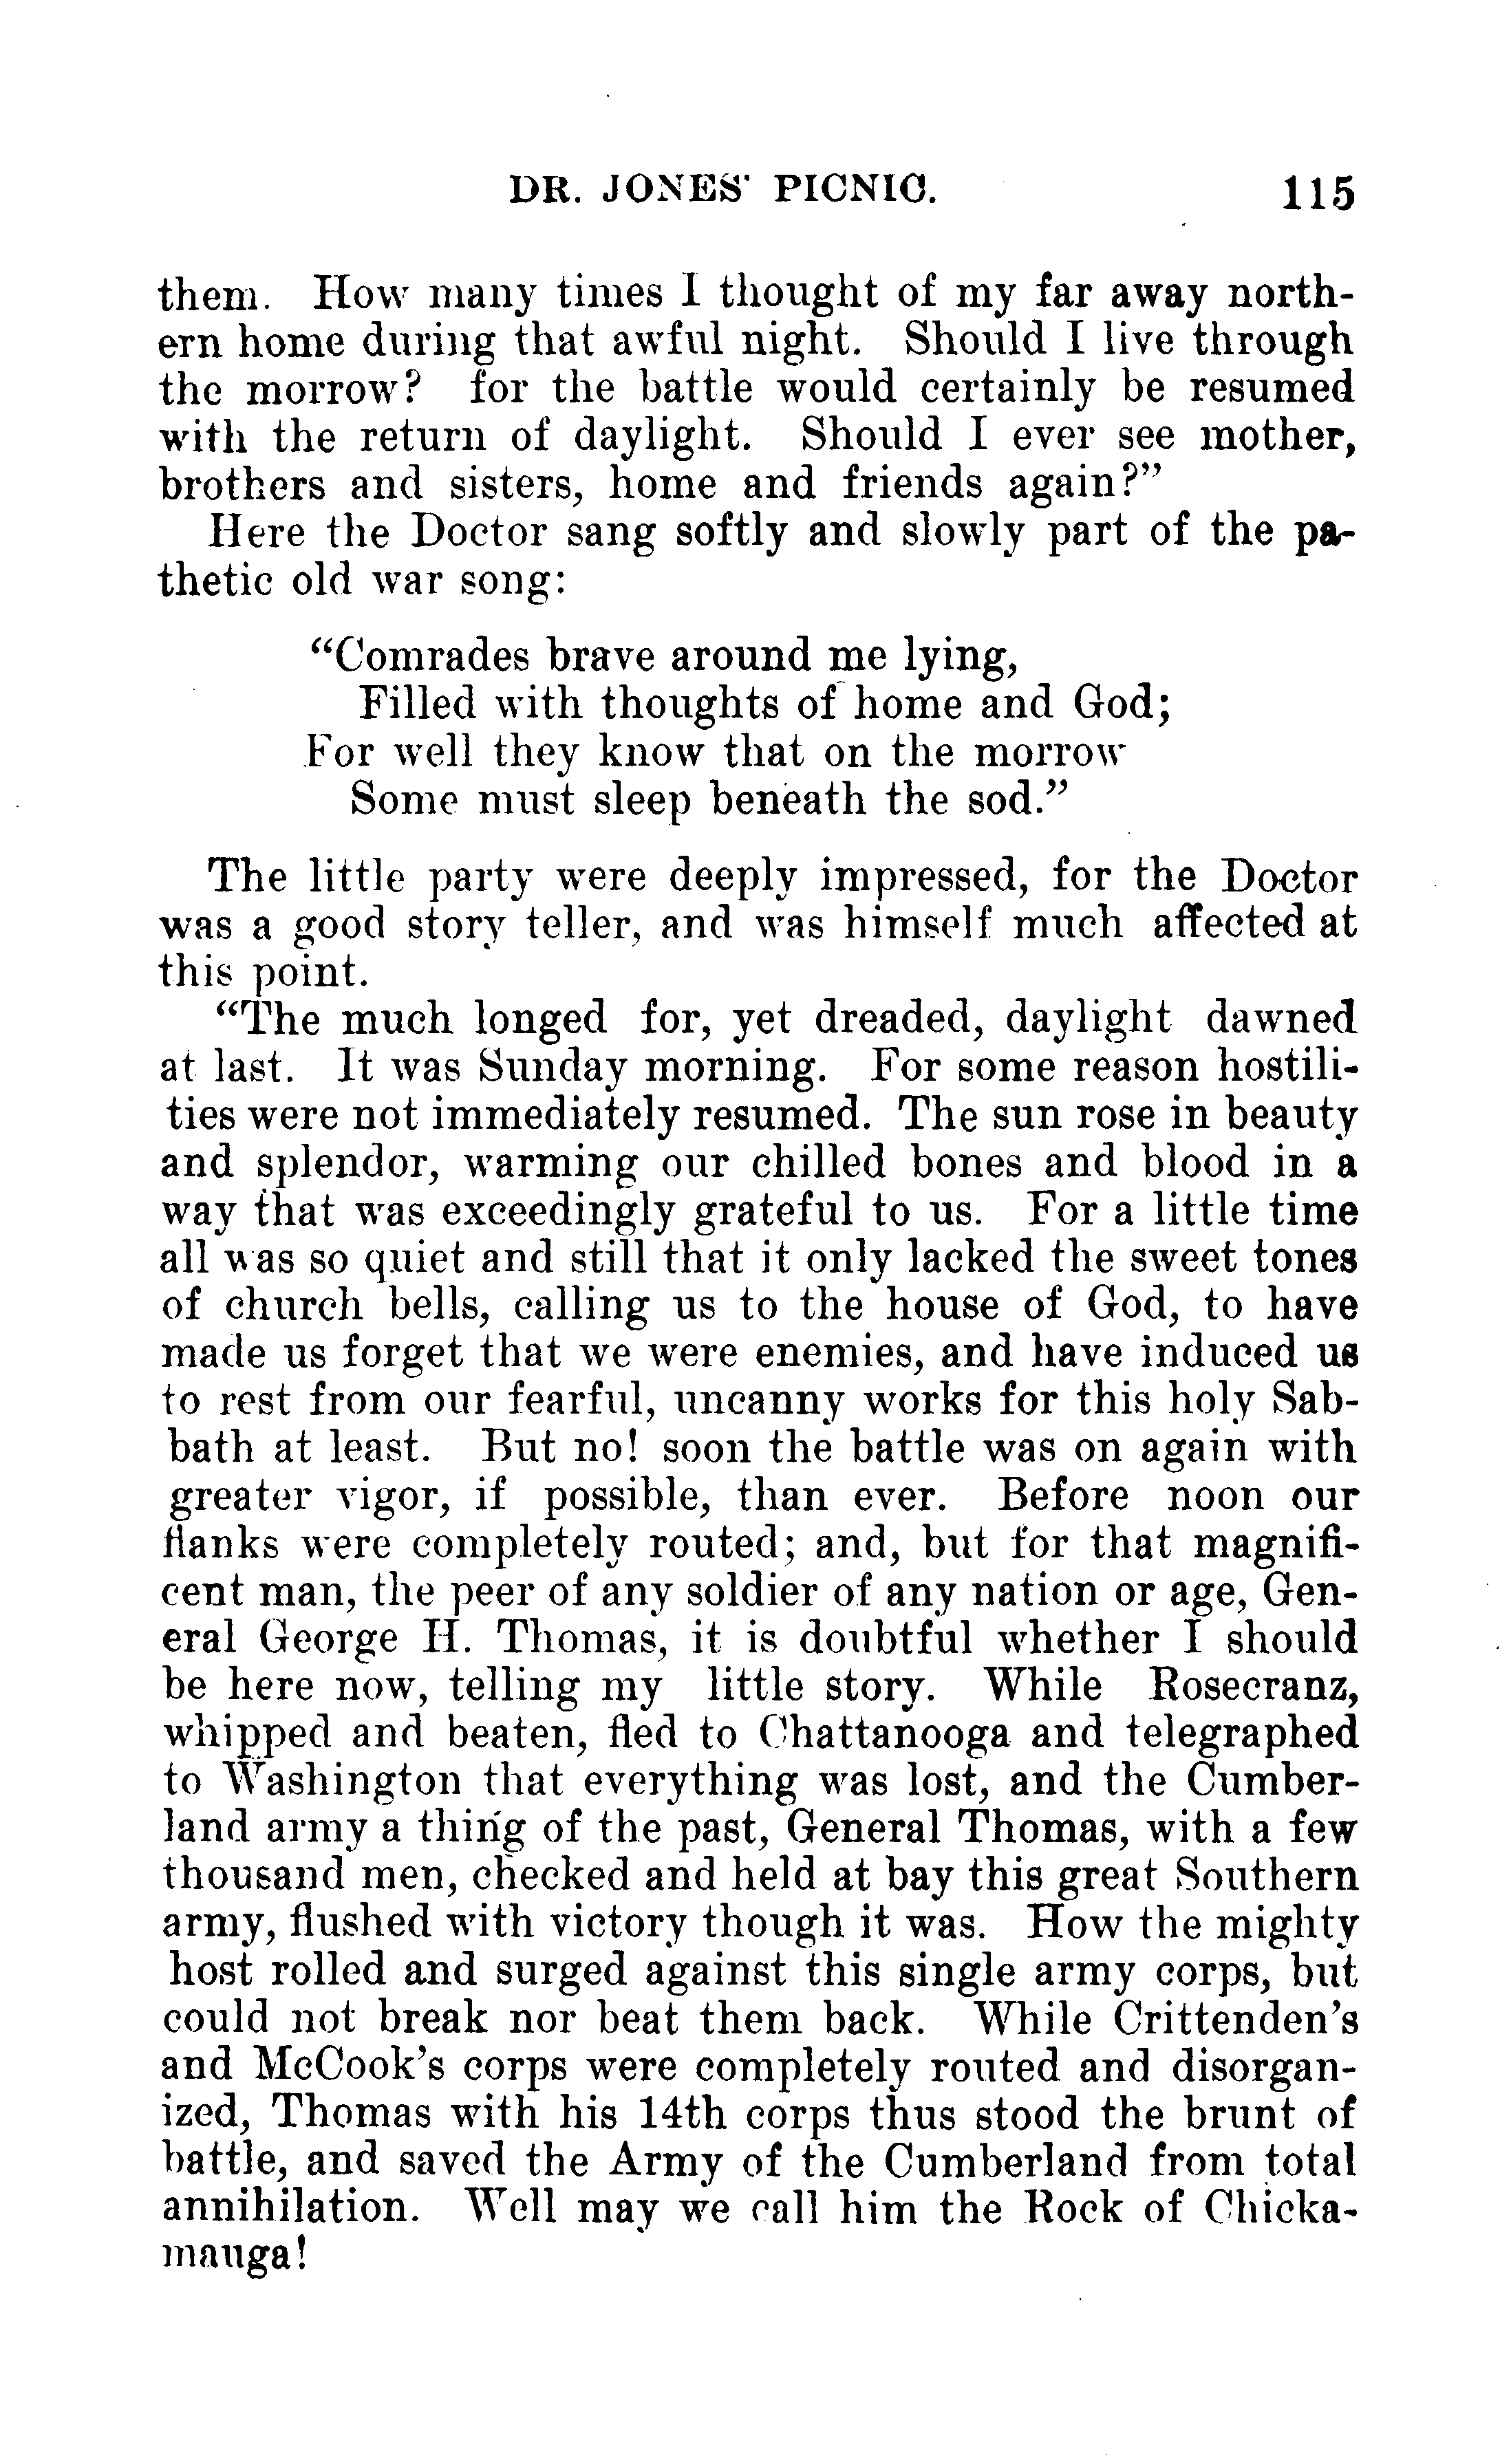 DR. JONES' PICNIC. 115
them. How many times I thought of my far away north-
ern home during that awful night. Should I live through
the morrow? for the battle would certainly be resumed
with the return of daylight. Should I ever see mother,
brothers and sisters, home and friends again?"
Here the Doctor sang softly and slowly part of the pa-
thetic old war song:
"Comrades brave around me lying,
Filled with thoughts of home and God;
For well they know that on the morrow
Some must sleep beneath the sod."
The little party were deeply impressed, for the Doctor
was a good story teller, and was himself much affected at
this point.
"The much longed for, yet dreaded, daylight dawned
at last. It was Sunday morning. For some reason hostili-
ties were not immediately resumed. The sun rose in beauty
and splendor, warming our chilled bones and blood in a
way that was exceedingly grateful to us. For a little time
all was so quiet and still that it only lacked the sweet tones
of church bells, calling us to the house of God, to have
made us forget that we were enemies, and have induced us
to rest from our fearful, uncanny works for this holy Sab-
bath at least. But no! soon the battle was on again with
greater vigor, if possible, than ever. Before noon our
flanks were completely routed; and, but for that magnifi-
cent man, the peer of any soldier of any nation or age, Gen-
eral George H. Thomas, it is doubtful whether I should
be here now, telling my little story. While Rosecranz,
whipped and beaten, fled to Chattanooga and telegraphed
to Washington that everything was lost, and the Cumber-
land army a thing of the past, General Thomas, with a few
thousand men, checked and held at bay this great Southern
army, flushed with victory though it was. How the mighty
host rolled and surged against this single army corps, but
could not break nor beat them back. While Crittenden's
and McCook's corps were completely routed and disorgan-
ized, Thomas with his 14th corps thus stood the brunt of
battle, and saved the Army of the Cumberland from total
annihilation. Well may we call him the Rock of Chicka-
mauga!